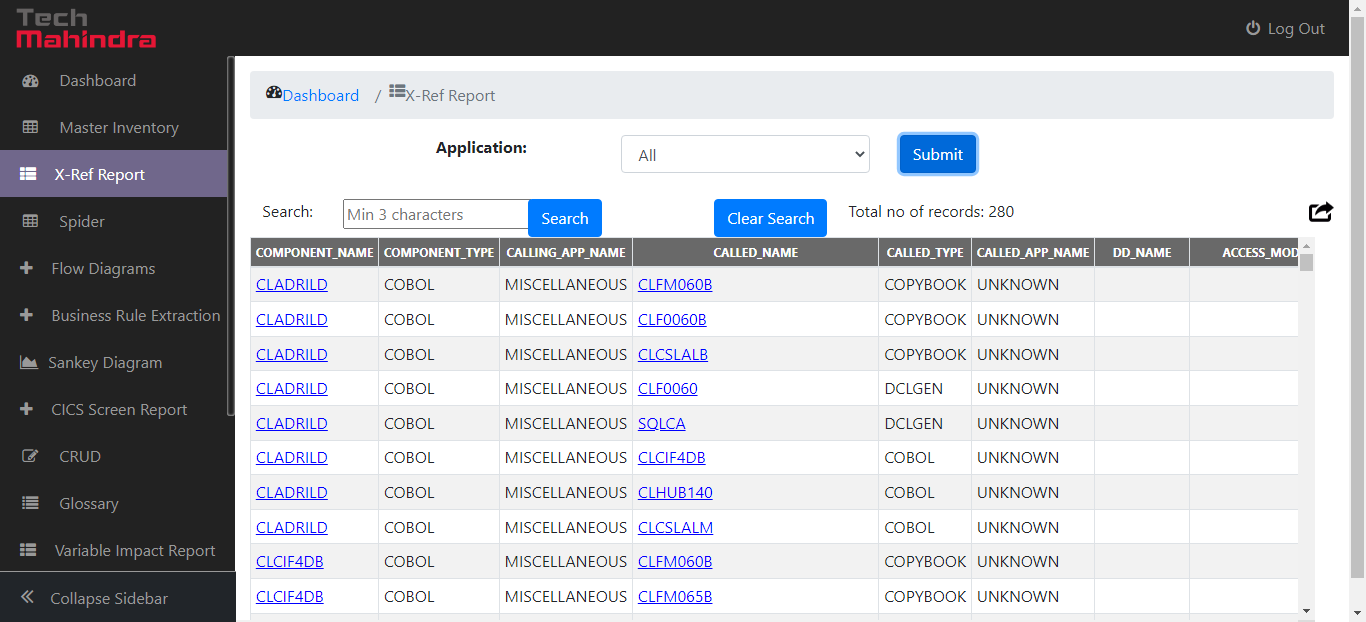 Tech
Mahindra
Log Out
Dashboard
Master Inventory
X-Ref Report
Spider
Flow Diagrams
Business Rule Extraction
Sankey Diagram
CICS Screen Report
CRUD
Glossary
Variable Impact Report
Collapse Sidebar
Dashboard / X-Ref Report
Application: All Submit
Search: Min 3 characters Search Clear Search Total no of records: 280
COMPONENT_NAME COMPONENT_TYPE CALLING_APP_NAME CALLED_NAME CALLED_TYPE CALLED_APP_NAME DD_NAME ACCESS_MOD
CLADRILD COBOL MISCELLANEOUS CLFM060B COPYBOOK UNKNOWN
CLADRILD COBOL MISCELLANEOUS CLF0060B COPYBOOK UNKNOWN
CLADRILD COBOL MISCELLANEOUS CLCSLALB COPYBOOK UNKNOWN
CLADRILD COBOL MISCELLANEOUS CLF0060 DCLGEN UNKNOWN
CLADRILD COBOL MISCELLANEOUS SQLCA DCLGEN UNKNOWN
CLADRILD COBOL MISCELLANEOUS CLCIF4DB COBOL UNKNOWN
CLADRILD COBOL MISCELLANEOUS CLHUB140 COBOL UNKNOWN
CLADRILD COBOL MISCELLANEOUS CLCSLALM COBOL UNKNOWN
CLCIF4DB COBOL MISCELLANEOUS CLFM060B COPYBOOK UNKNOWN
CLCIF4DB COBOL MISCELLANEOUS CLFM065B COPYBOOK UNKNOWN